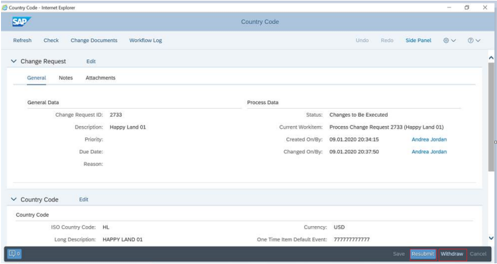 Country Code - Internet Explorer
SAP
Country Code
Refresh Check Change Documents Workflow Log Undo Redo Side Panel
Change Request Edit
General Notes Attachments
General Data Process Data
Change Request ID: 2733 Status: Changes to Be Executed
Description: Happy Land 01 Current Workitem: Process Change Request 2733 (Happy Land 01)
Priority: Created On/By: 09.01.2020 20:34:15 Andrea Jordan
Due Date: Changed On/By: 09.01.2020 20:37:50 Andrea Jordan
Reason:
Country Code Edit
Country Code
ISO Country Code: HL Currency: USD
Long Description: HAPPY LAND 01 One Time Item Default Event: 777777777777
Save Resubmit Withdraw Cancel